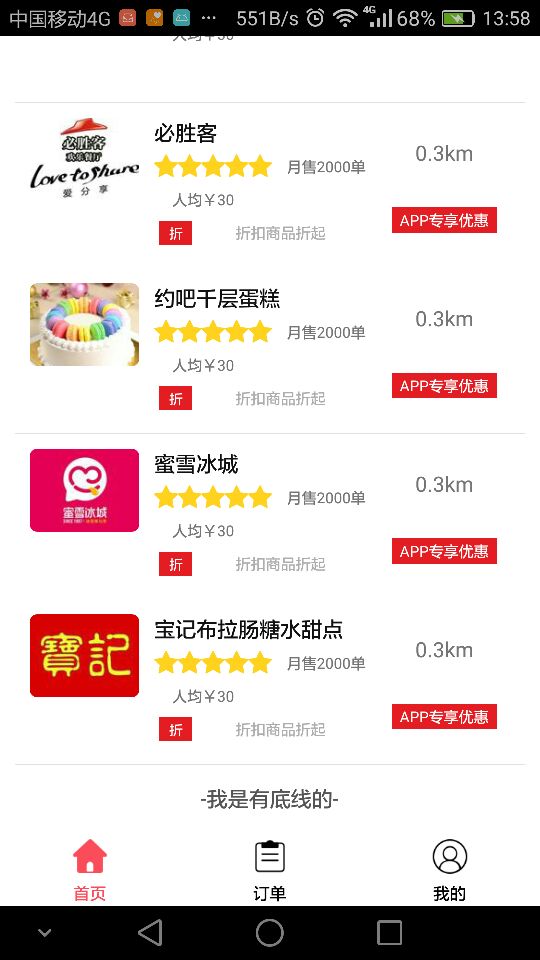 中国移动4G 551B/s 4G 68% 13:58
人均￥30
必胜客
欢乐餐厅
Love to Share
爱分享
必胜客
月售2000单
0.3km
人均￥30
APP专享优惠
折 折扣商品折起
约吧千层蛋糕
月售2000单
0.3km
人均￥30
APP专享优惠
折 折扣商品折起
蜜雪冰城
蜜雪冰城
月售2000单
0.3km
人均￥30
APP专享优惠
折 折扣商品折起
寶記
宝记布拉肠糖水甜点
月售2000单
0.3km
人均￥30
APP专享优惠
折 折扣商品折起
-我是有底线的-
首页 订单 我的